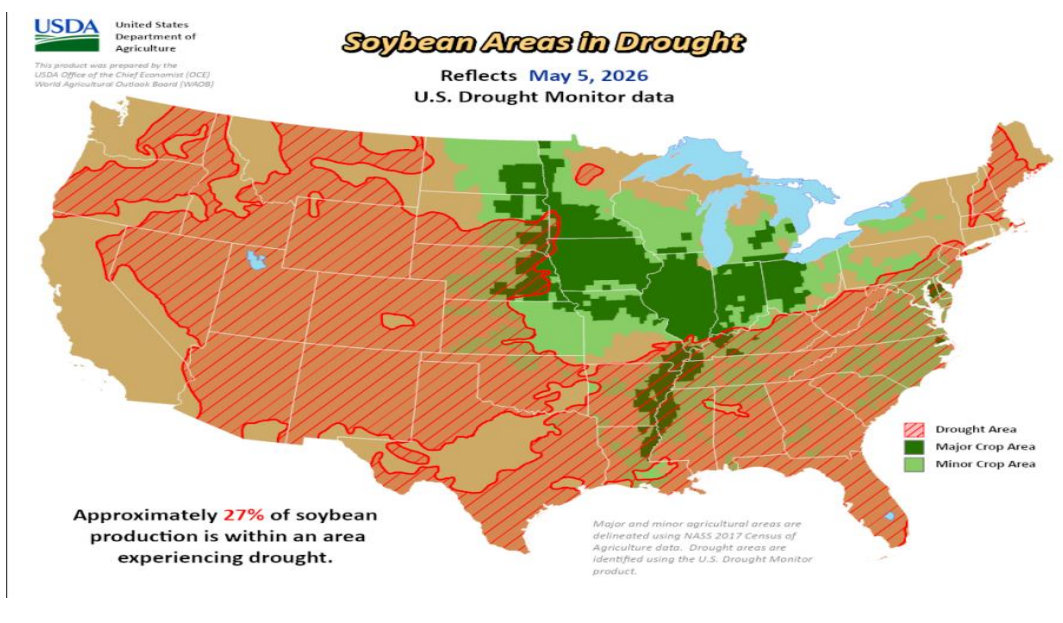 USDA
United States
Department of
Agriculture
This product was prepared by the
USDA Office of the Chief Economist (OCE)
World Agricultural Outlook Board (WAOB)
Soybean Areas in Drought
Reflects May 5, 2026
U.S. Drought Monitor data
Drought Area
Major Crop Area
Minor Crop Area
Approximately 27% of soybean
production is within an area
experiencing drought.
Major and minor agricultural areas are
delineated using NASS 2017 Census of
Agriculture data. Drought areas are
identified using the U.S. Drought Monitor
product.